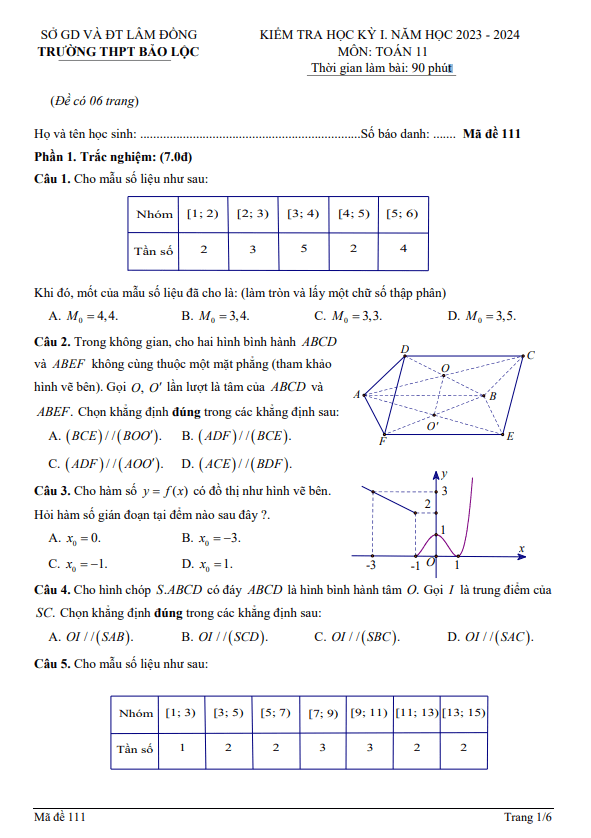 SỞ GD VÀ ĐT LÂM ĐỒNG
TRƯỜNG THPT BẢO LỘC
KIỂM TRA HỌC KỲ I. NĂM HỌC 2023 - 2024
MÔN: TOÁN 11
Thời gian làm bài: 90 phút
(Đề có 06 trang)
Họ và tên học sinh: .................................................................. Số báo danh: ....... Mã đề 111
Phần 1. Trắc nghiệm: (7.0đ)
Câu 1. Cho mẫu số liệu như sau:
Nhóm [1; 2) [2; 3) [3; 4) [4; 5) [5; 6)
Tần số 2 3 5 2 4
Khi đó, mốt của mẫu số liệu đã cho là: (làm tròn và lấy một chữ số thập phân)
A. M₀ = 4,4. B. M₀ = 3,4. C. M₀ = 3,3. D. M₀ = 3,5.
Câu 2. Trong không gian, cho hai hình bình hành ABCD
và ABEF không cùng thuộc một mặt phẳng (tham khảo
hình vẽ bên). Gọi O, O' lần lượt là tâm của ABCD và
ABEF. Chọn khẳng định đúng trong các khẳng định sau:
A. (BCE)//(BOO'). B. (ADF)//(BCE).
C. (ADF)//(AOO'). D. (ACE)//(BDF).
D C
O
A B
O'
F E
Câu 3. Cho hàm số y = f(x) có đồ thị như hình vẽ bên.
Hỏi hàm số gián đoạn tại đểm nào sau đây ?.
A. x₀ = 0. B. x₀ = −3.
C. x₀ = −1. D. x₀ = 1.
y
3
2
1
x
-3 -1 O 1
Câu 4. Cho hình chóp S.ABCD có đáy ABCD là hình bình hành tâm O. Gọi I là trung điểm của
SC. Chọn khẳng định đúng trong các khẳng định sau:
A. OI//(SAB). B. OI//(SCD). C. OI//(SBC). D. OI//(SAC).
Câu 5. Cho mẫu số liệu như sau:
Nhóm [1; 3) [3; 5) [5; 7) [7; 9) [9; 11) [11; 13) [13; 15)
Tần số 1 2 2 3 3 2 2
Mã đề 111 Trang 1/6